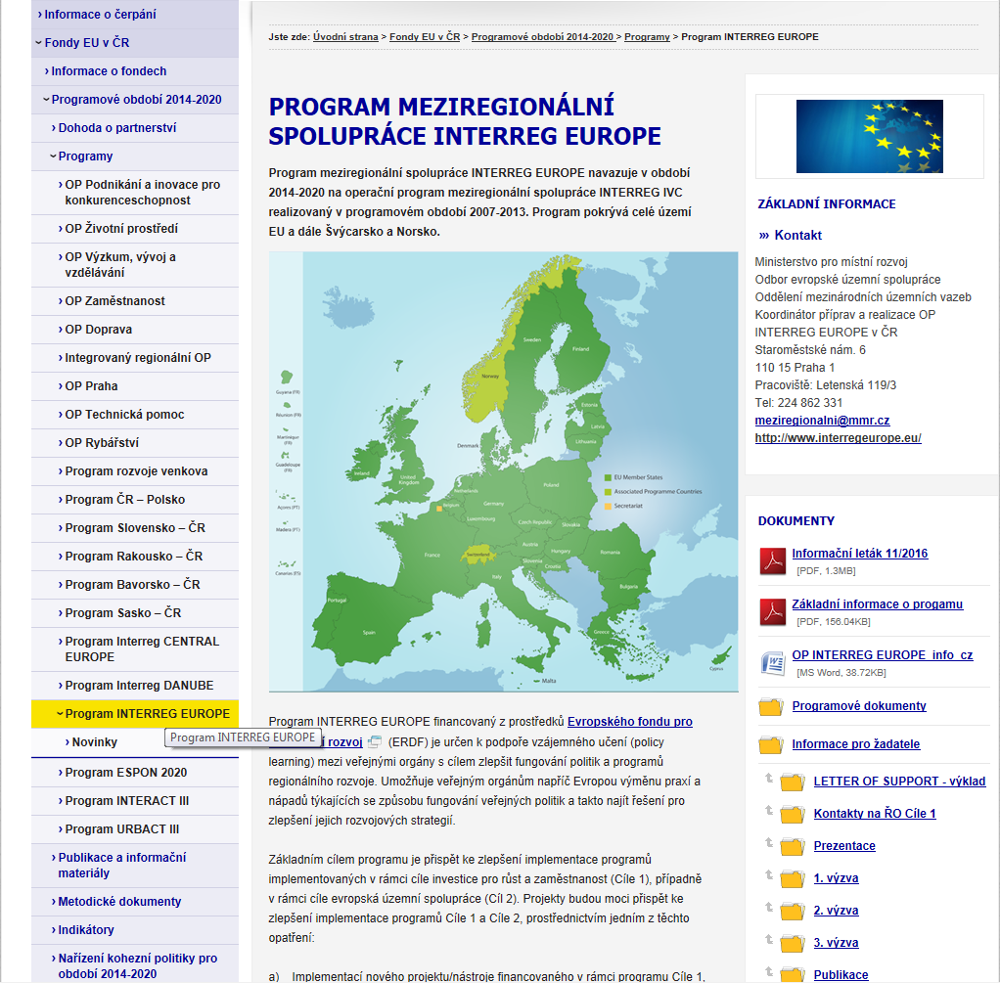 Informace o čerpání
Fondy EU v ČR
Informace o fondech
Programové období 2014-2020
Dohoda o partnerství
Programy
OP Podnikání a inovace pro
konkurenceschopnost
OP Životní prostředí
OP Výzkum, vývoj a
vzdělávání
OP Zaměstnanost
OP Doprava
Integrovaný regionální OP
OP Praha
OP Technická pomoc
OP Rybářství
Program rozvoje venkova
Program ČR – Polsko
Program Slovensko – ČR
Program Rakousko – ČR
Program Bavorsko – ČR
Program Sasko – ČR
Program Interreg CENTRAL
EUROPE
Program Interreg DANUBE
Program INTERREG EUROPE
Program INTERREG EUROPE
Novinky
Program ESPON 2020
Program INTERACT III
Program URBACT III
Publikace a informační
materiály
Metodické dokumenty
Indikátory
Nařízení kohezní politiky pro
období 2014-2020
Jste zde: Úvodní strana > Fondy EU v ČR > Programové období 2014-2020 > Programy > Program INTERREG EUROPE
PROGRAM MEZIREGIONÁLNÍ
SPOLUPRÁCE INTERREG EUROPE
Program meziregionální spolupráce INTERREG EUROPE navazuje v období
2014-2020 na operační program meziregionální spolupráce INTERREG IVC
realizovaný v programovém období 2007-2013. Program pokrývá celé území
EU a dále Švýcarsko a Norsko.
Guyana (FR)
Réunion (FR)
Martinique
(FR)
Guadeloupe
(FR)
Açores (PT)
Madeira (PT)
Canarias (ES)
Sweden
Finland
Norway
Estonia
Latvia
Lithuania
Denmark
Ireland
United
Kingdom
Netherlands
Belgium
Germany
Poland
Luxembourg
Czech Republic
Slovakia
Austria
Hungary
France
Switzerland
Slovenia
Croatia
Romania
Italy
Bulgaria
Portugal
Spain
Greece
Malta
Cyprus
EU Member States
Associated Programme Countries
Secretariat
Program INTERREG EUROPE financovaný z prostředků Evropského fondu pro
rozvoj (ERDF) je určen k podpoře vzájemného učení (policy
learning) mezi veřejnými orgány s cílem zlepšit fungování politik a programů
regionálního rozvoje. Umožňuje veřejným orgánům napříč Evropou výměnu praxí a
nápadů týkajících se způsobu fungování veřejných politik a takto najít řešení pro
zlepšení jejich rozvojových strategií.
Základním cílem programu je přispět ke zlepšení implementace programů
implementovaných v rámci cíle investice pro růst a zaměstnanost (Cíle 1), případně
v rámci cíle evropská územní spolupráce (Cíl 2). Projekty budou moci přispět ke
zlepšení implementace programů Cíle 1 a Cíle 2, prostřednictvím jedním z těchto
opatření:
a) Implementací nového projektu/nástroje financovaného v rámci programu Cíle 1,
ZÁKLADNÍ INFORMACE
››› Kontakt
Ministerstvo pro místní rozvoj
Odbor evropské územní spolupráce
Oddělení mezinárodních územních vazeb
Koordinátor příprav a realizace OP
INTERREG EUROPE v ČR
Staroměstské nám. 6
110 15 Praha 1
Pracoviště: Letenská 119/3
Tel: 224 862 331
meziregionalni@mmr.cz
http://www.interregeurope.eu/
DOKUMENTY
Informační leták 11/2016
[PDF, 1.3MB]
Základní informace o progamu
[PDF, 156.04KB]
OP INTERREG EUROPE_info_cz
[MS Word, 38.72KB]
Programové dokumenty
Informace pro žadatele
LETTER OF SUPPORT - výklad
Kontakty na ŘO Cíle 1
Prezentace
1. výzva
2. výzva
3. výzva
Publikace